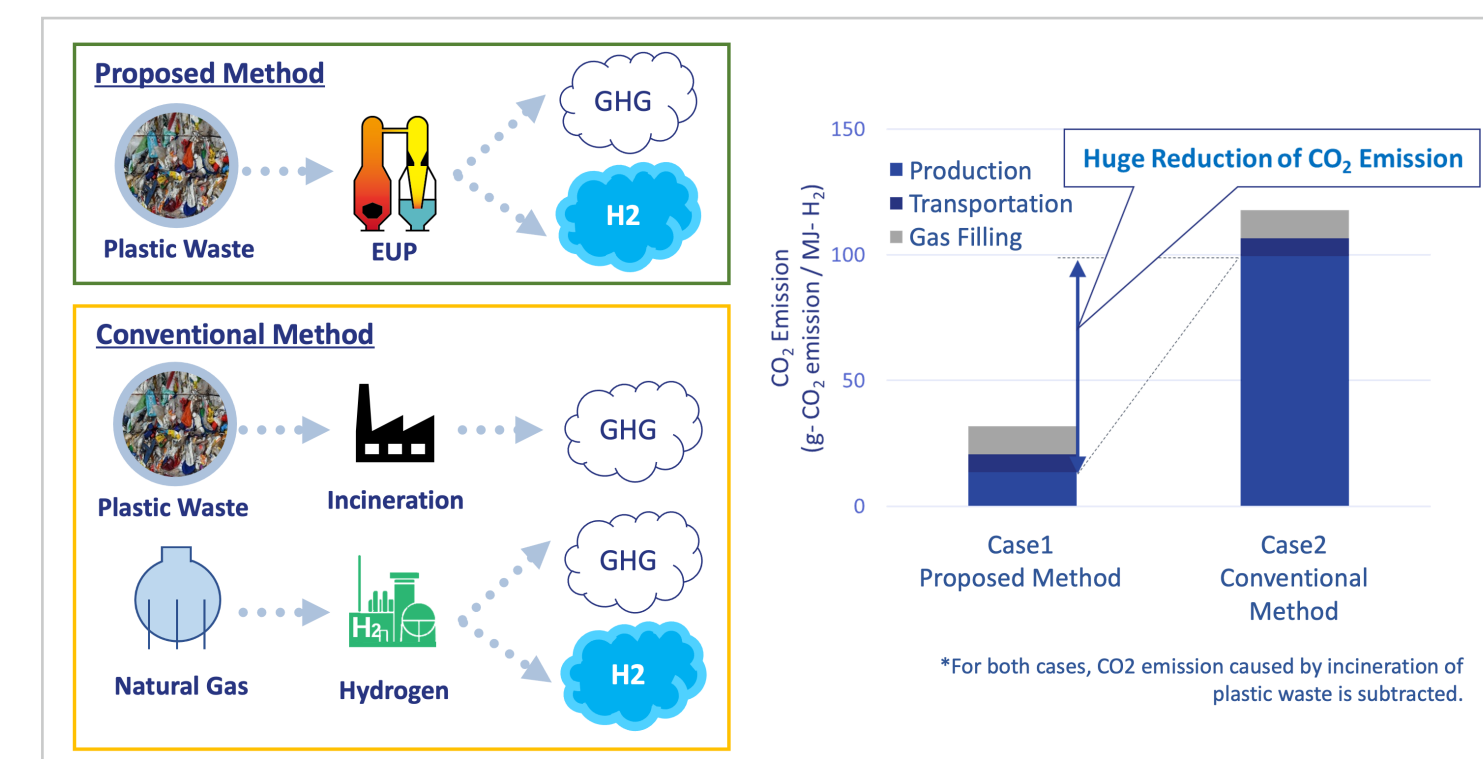 Proposed Method
Plastic Waste
EUP
GHG
H2
Conventional Method
Plastic Waste
Incineration
GHG
Natural Gas
H2n
Hydrogen
GHG
H2
CO₂ Emission
(g- CO₂ emission / MJ- H₂)
150
100
50
0
Production
Transportation
Gas Filling
Huge Reduction of CO₂ Emission
Case1
Proposed Method
Case2
Conventional
Method
*For both cases, CO2 emission caused by incineration of
plastic waste is subtracted.